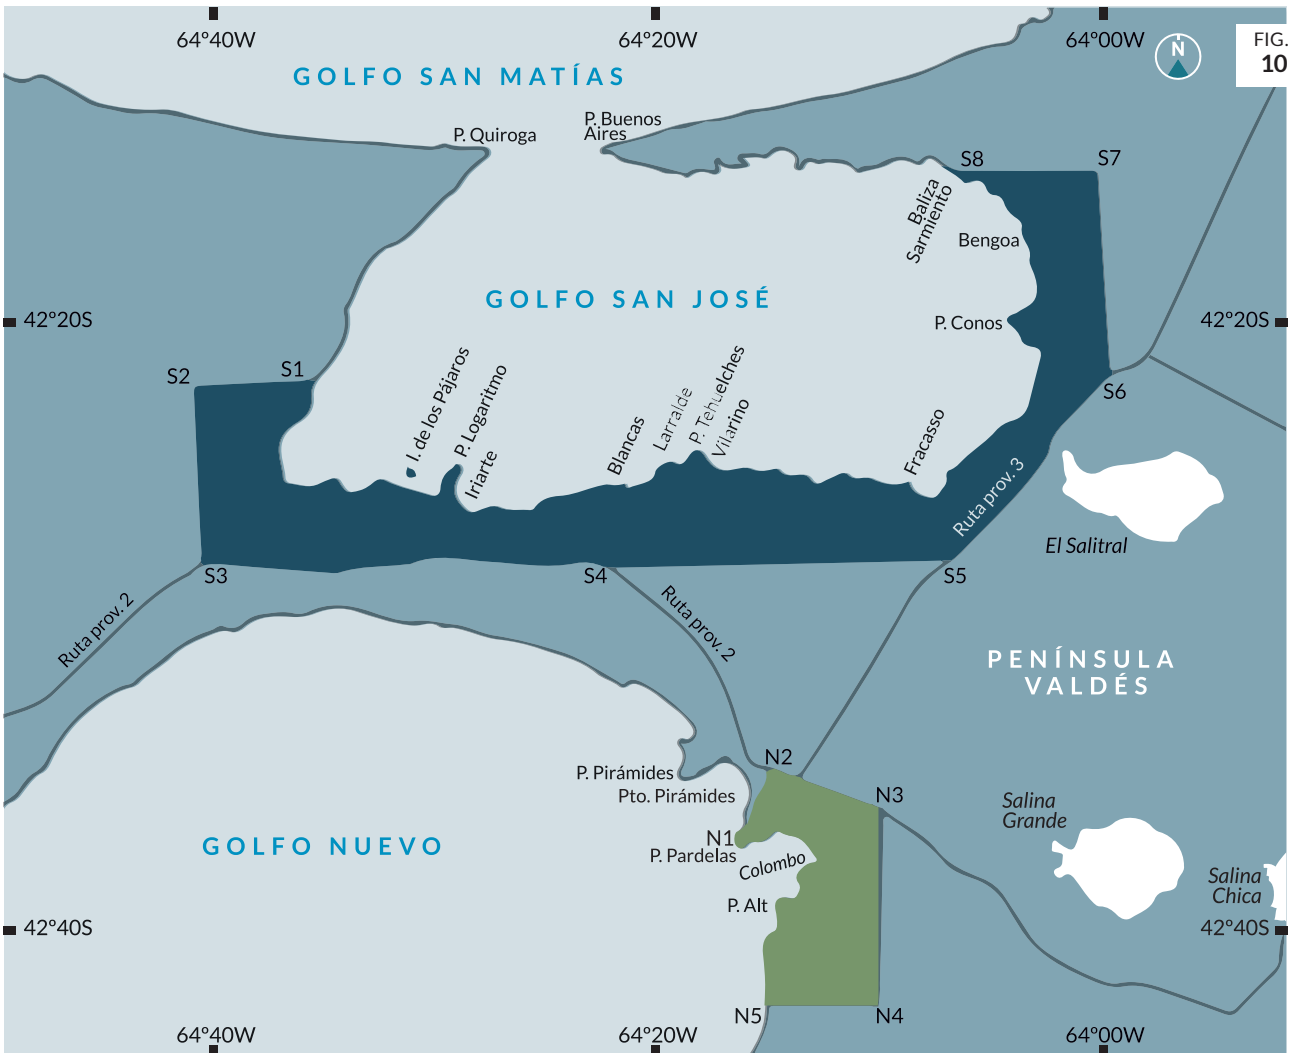 64°40W
64°20W
64°00W
N
FIG.
10
GOLFO SAN MATÍAS
P. Quiroga
P. Buenos
Aires
S8
S7
Baliza
Sarmiento
Bengoa
GOLFO SAN JOSÉ
42°20S
P. Conos
42°20S
S2
S1
S6
I. de los Pájaros
P. Logaritmo
Iriarte
Blancas
Larralde
P. Tehuelches
Vilarino
Fracasso
Ruta prov. 3
El Salitral
S3
S4
S5
Ruta prov. 2
Ruta prov. 2
PENÍNSULA
VALDÉS
N2
P. Pirámides
Pto. Pirámides
N3
Salina
Grande
N1
P. Pardelas
Colombo
GOLFO NUEVO
Salina
Chica
P. Alt
42°40S
42°40S
N5
N4
64°40W
64°20W
64°00W